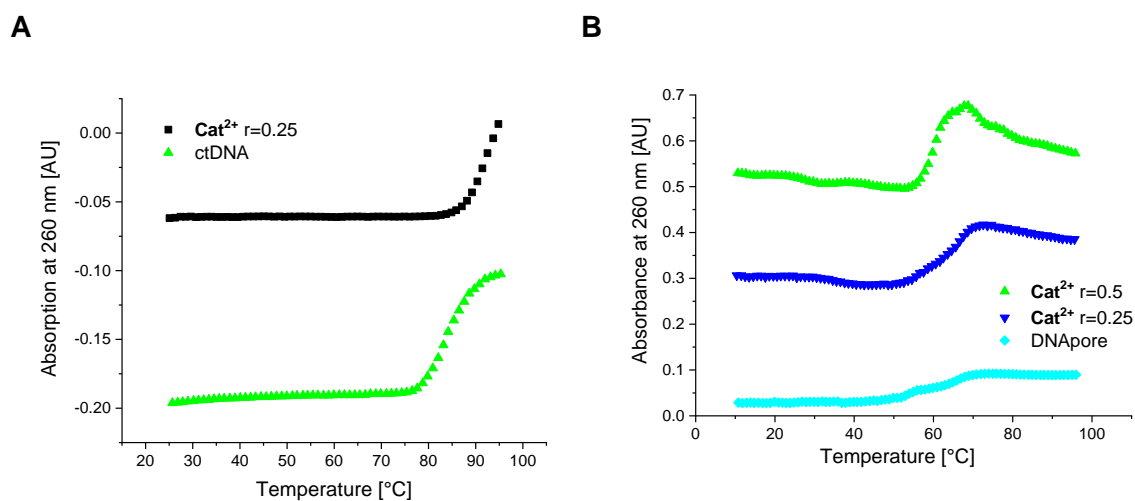 A
B
Absorption at 260 nm [AU]
0.00
-0.05
-0.10
-0.15
-0.20
Cat²⁺ r=0.25
ctDNA
20 30 40 50 60 70 80 90 100
Temperature [°C]
Absorbance at 260 nm [AU]
0.7
0.6
0.5
0.4
0.3
0.2
0.1
0.0
Cat²⁺ r=0.5
Cat²⁺ r=0.25
DNApore
0 20 40 60 80 100
Temperature [°C]